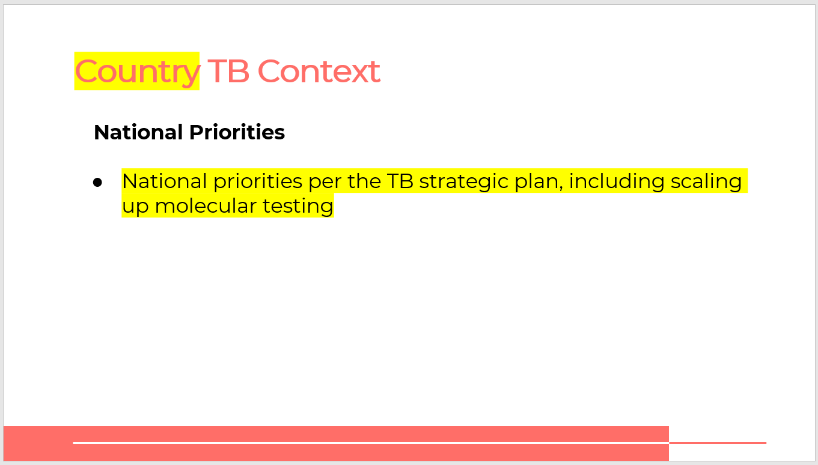 Country TB Context
National Priorities
● National priorities per the TB strategic plan, including scaling
up molecular testing